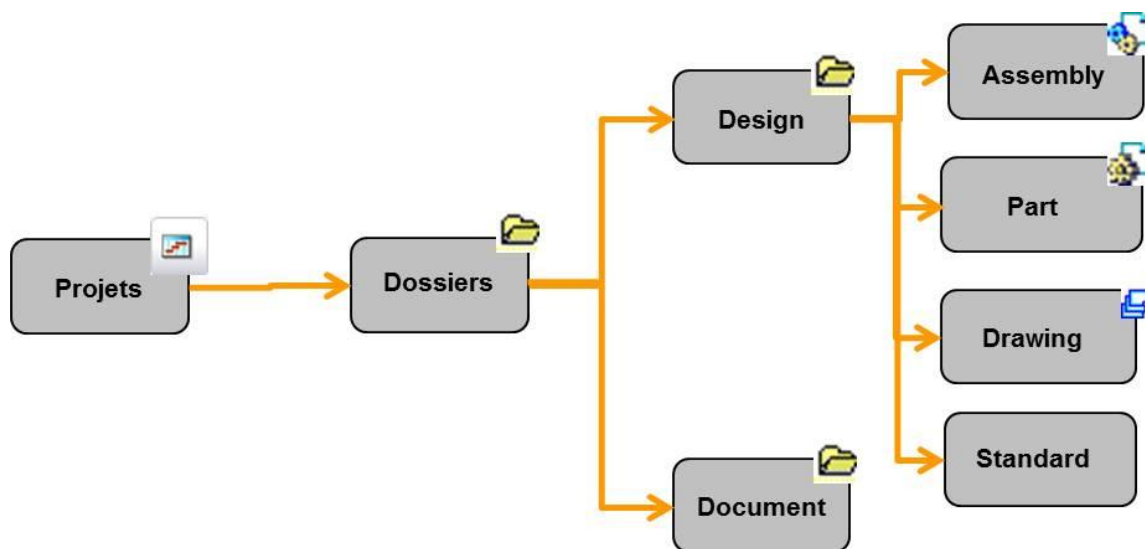 Projets
Dossiers
Design
Document
Assembly
Part
Drawing
Standard